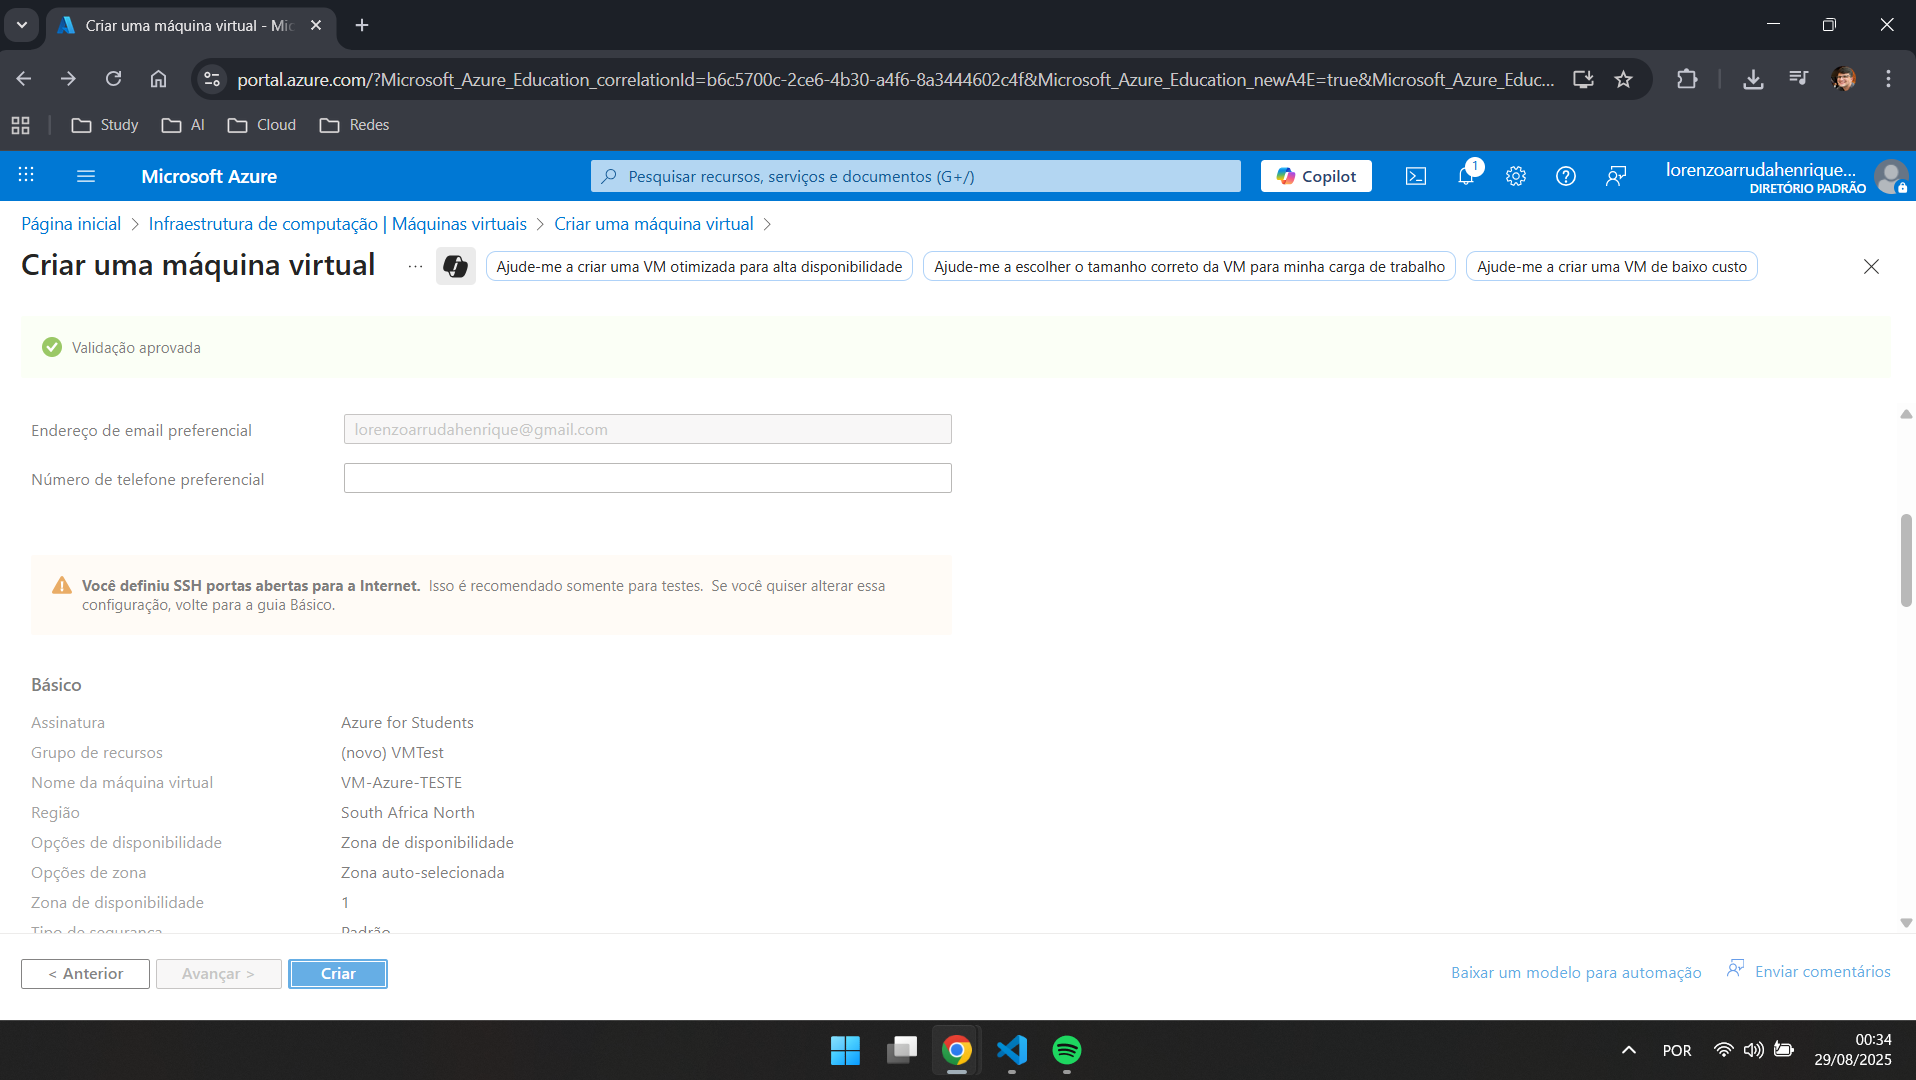 Criar uma máquina virtual - Mic
portal.azure.com/?Microsoft_Azure_Education_correlationId=b6c5700c-2ce6-4b30-a4f6-8a3444602c4f&Microsoft_Azure_Education_newA4E=true&Microsoft_Azure_Educ...
Study
AI
Cloud
Redes
Microsoft Azure
Pesquisar recursos, serviços e documentos (G+/)
Copilot
1
lorenzoarrudahenrique...
DIRETÓRIO PADRÃO
Página inicial > Infraestrutura de computação | Máquinas virtuais > Criar uma máquina virtual >
Criar uma máquina virtual
...
Ajude-me a criar uma VM otimizada para alta disponibilidade
Ajude-me a escolher o tamanho correto da VM para minha carga de trabalho
Ajude-me a criar uma VM de baixo custo
Validação aprovada
Endereço de email preferencial
lorenzoarrudahenrique@gmail.com
Número de telefone preferencial
Você definiu SSH portas abertas para a Internet. Isso é recomendado somente para testes. Se você quiser alterar essa
configuração, volte para a guia Básico.
Básico
Assinatura Azure for Students
Grupo de recursos (novo) VMTest
Nome da máquina virtual VM-Azure-TESTE
Região South Africa North
Opções de disponibilidade Zona de disponibilidade
Opções de zona Zona auto-selecionada
Zona de disponibilidade 1
Tipo de segurança Padrão
< Anterior
Avançar >
Criar
Baixar um modelo para automação
Enviar comentários
POR
00:34
29/08/2025